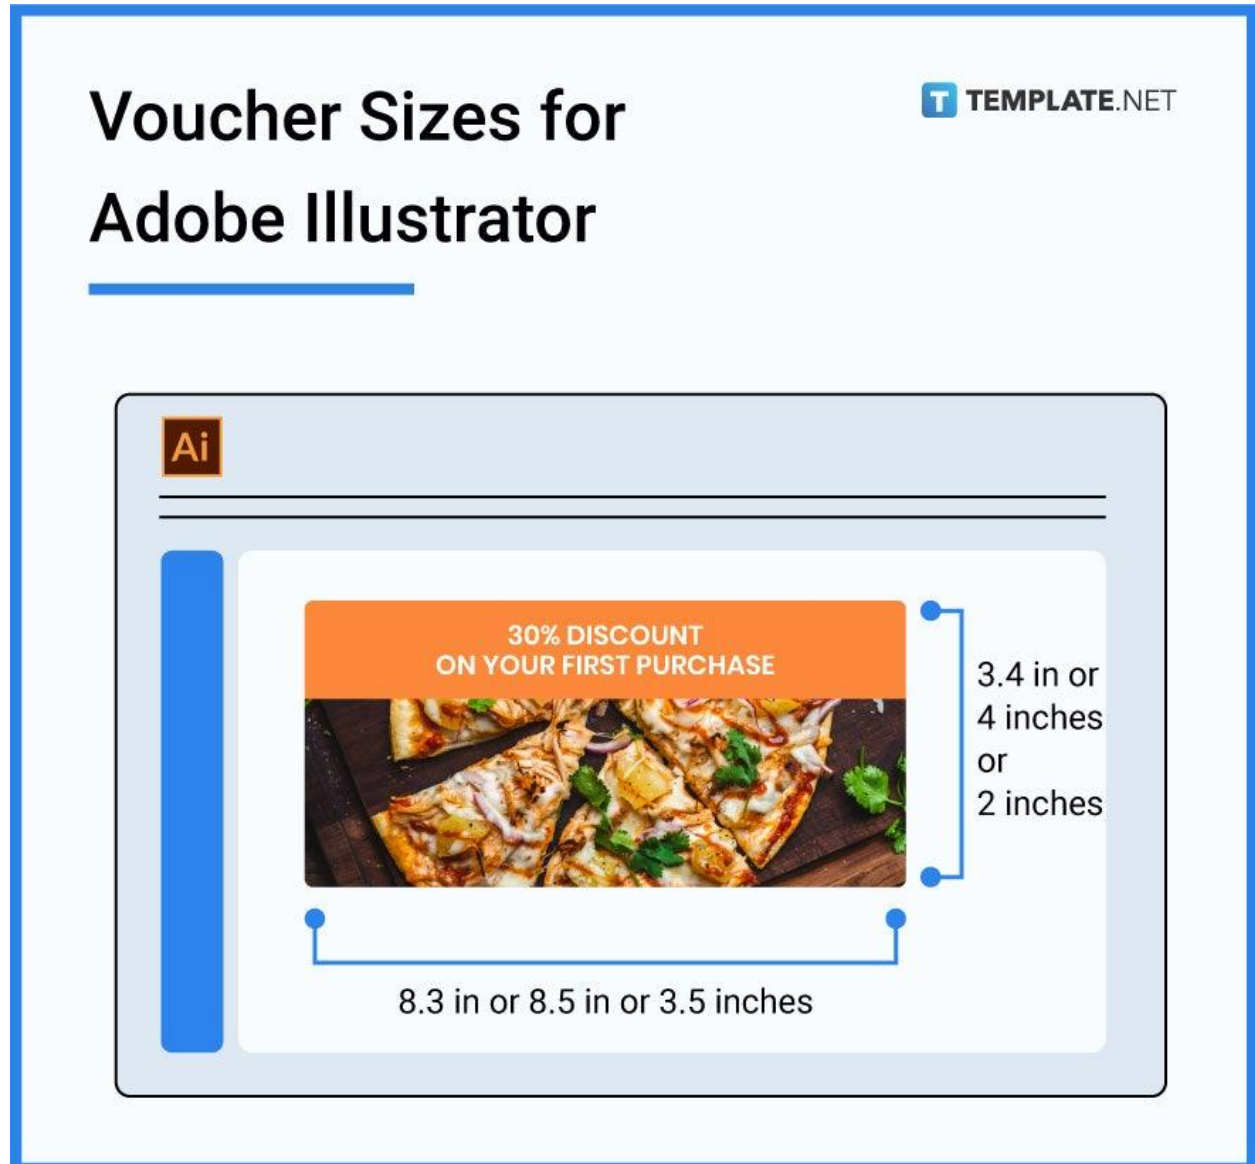 Voucher Sizes for
Adobe Illustrator
T TEMPLATE.NET
Ai
30% DISCOUNT
ON YOUR FIRST PURCHASE
3.4 in or
4 inches
or
2 inches
8.3 in or 8.5 in or 3.5 inches